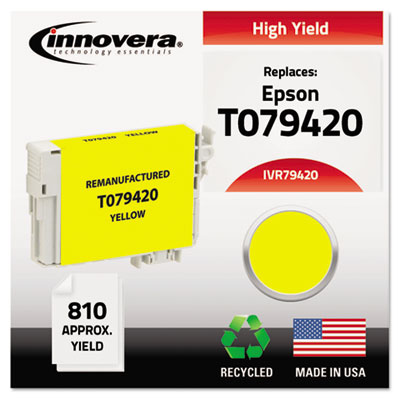 innovera
technology essentials
High Yield
Replaces:
Epson
T079420
IVR79420
REMANUFACTURED
T079420
YELLOW
YELLOW
810
APPROX.
YIELD
RECYCLED
MADE IN USA